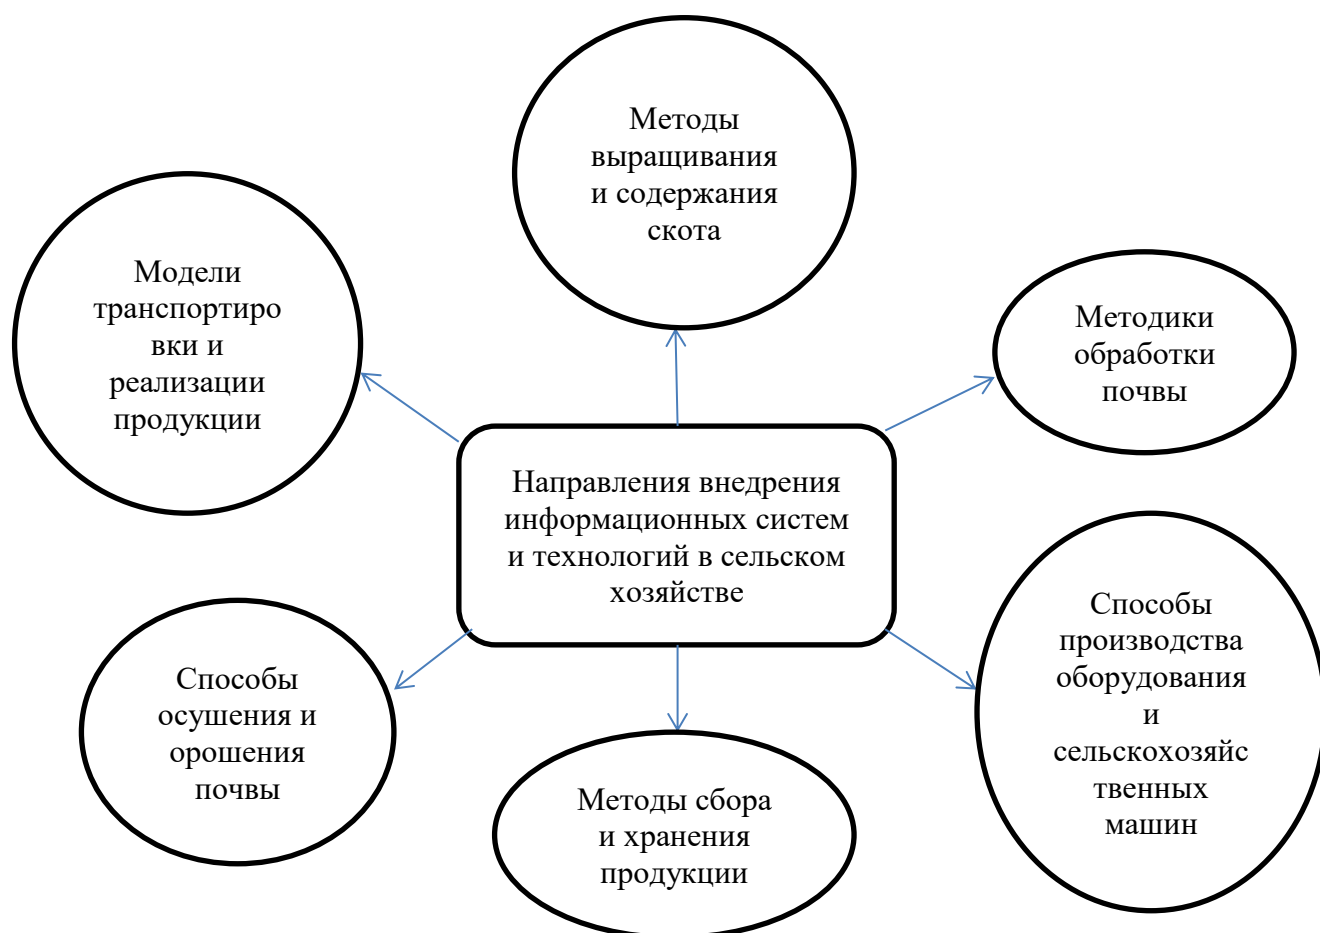 Методы
выращивания
и содержания
скота
Модели
транспортиро
вки и
реализации
продукции
Методики
обработки
почвы
Направления внедрения
информационных систем
и технологий в сельском
хозяйстве
Способы
производства
оборудования
и
сельскохозяйс
твенных
машин
Способы
осушения и
орошения
почвы
Методы сбора
и хранения
продукции